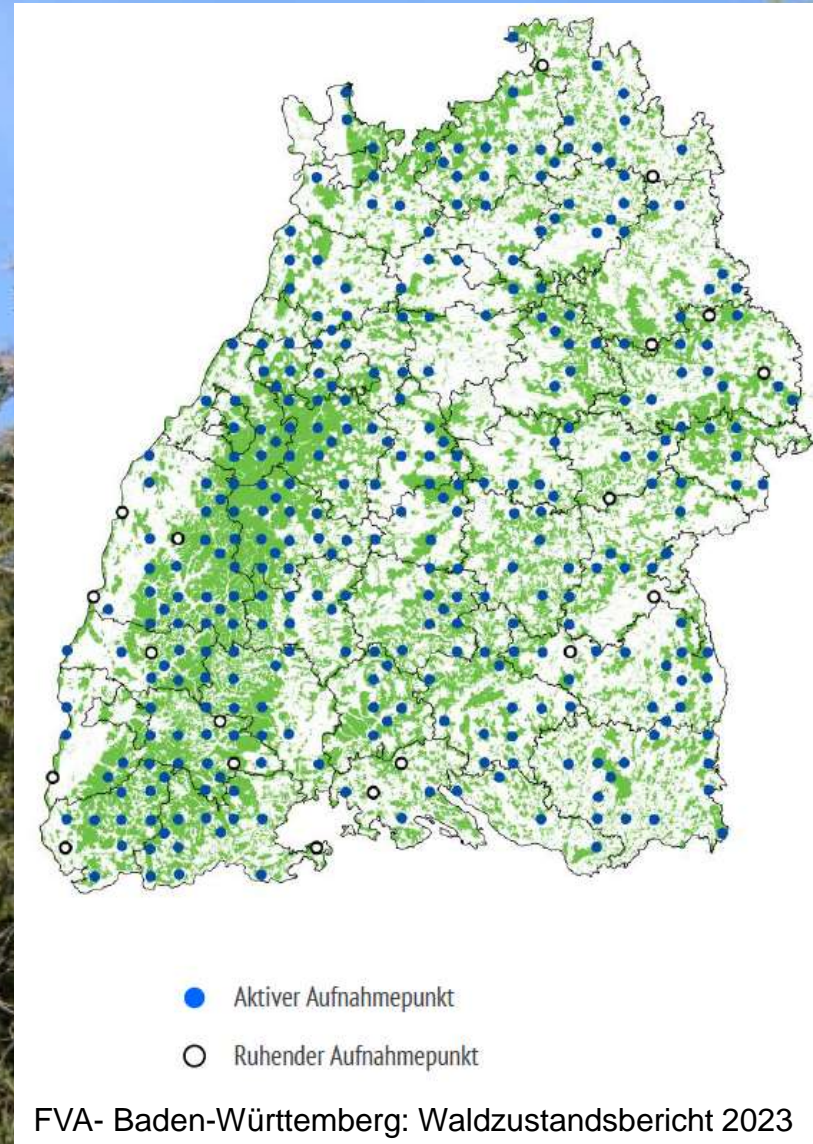 Aktiver Aufnahmepunkt
Ruhender Aufnahmepunkt
FVA- Baden-Württemberg: Waldzustandsbericht 2023